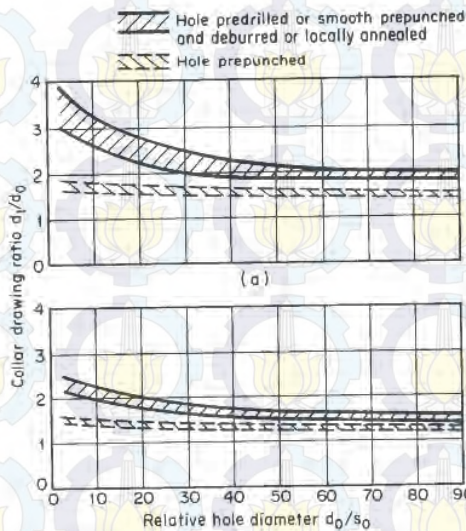 Hole predrilled or smooth prepunched
and deburred or locally annealed
Hole prepunched
4
3
2
1
0
(a)
Collar drawing ratio d₁/d₀
4
3
2
1
0
0 10 20 30 40 50 60 70 80 90
Relative hole diameter d₀/s₀